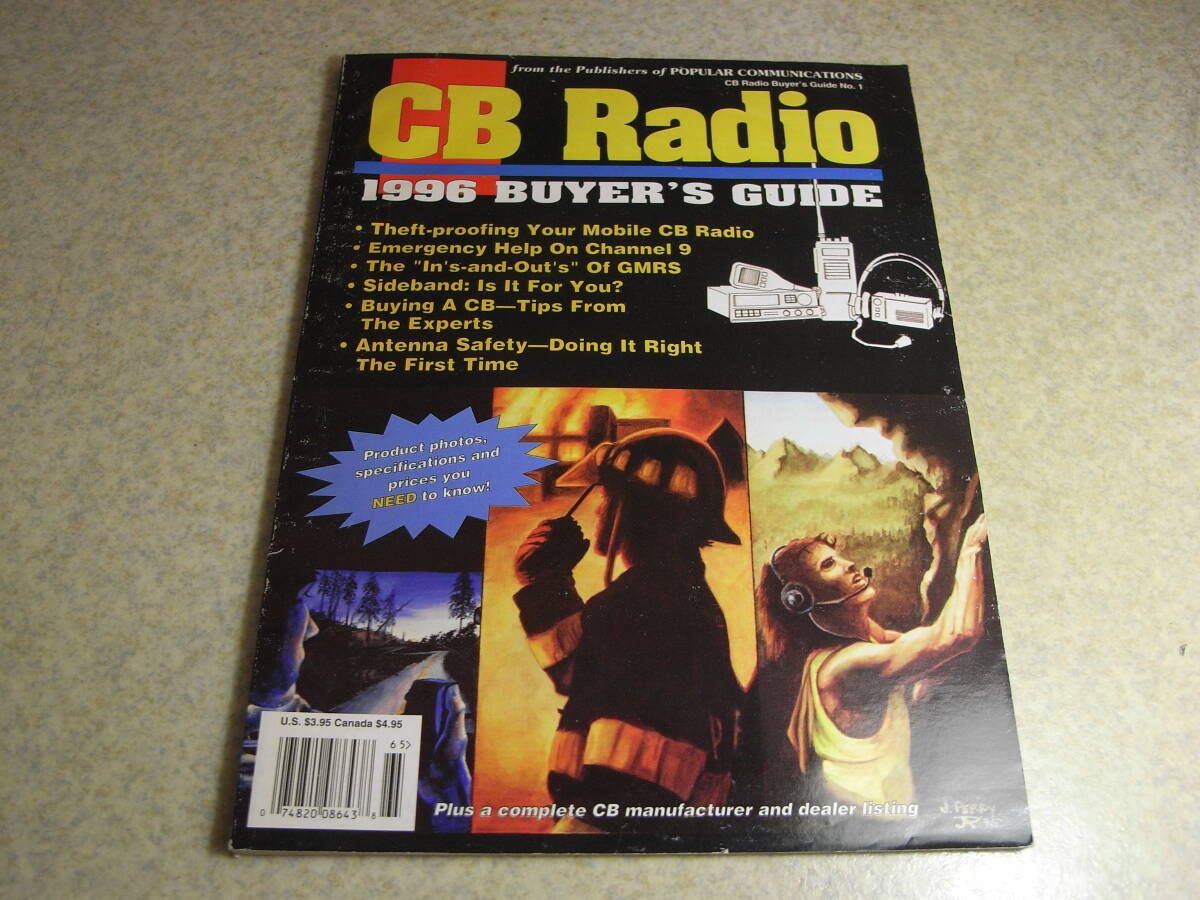 from the Publishers of POPULAR COMMUNICATIONS
CB Radio Buyer's Guide No. 1
CB Radio
1996 BUYER'S GUIDE
• Theft-proofing Your Mobile CB Radio
• Emergency Help On Channel 9
• The "In's-and-Out's" Of GMRS
• Sideband: Is It For You?
• Buying A CB—Tips From
The Experts
• Antenna Safety—Doing It Right
The First Time
Product photos,
specifications and
prices you
NEED to know!
U.S. $3.95 Canada $4.95
65>
0 74820 08643 8
Plus a complete CB manufacturer and dealer listing
J. PERRY
JR